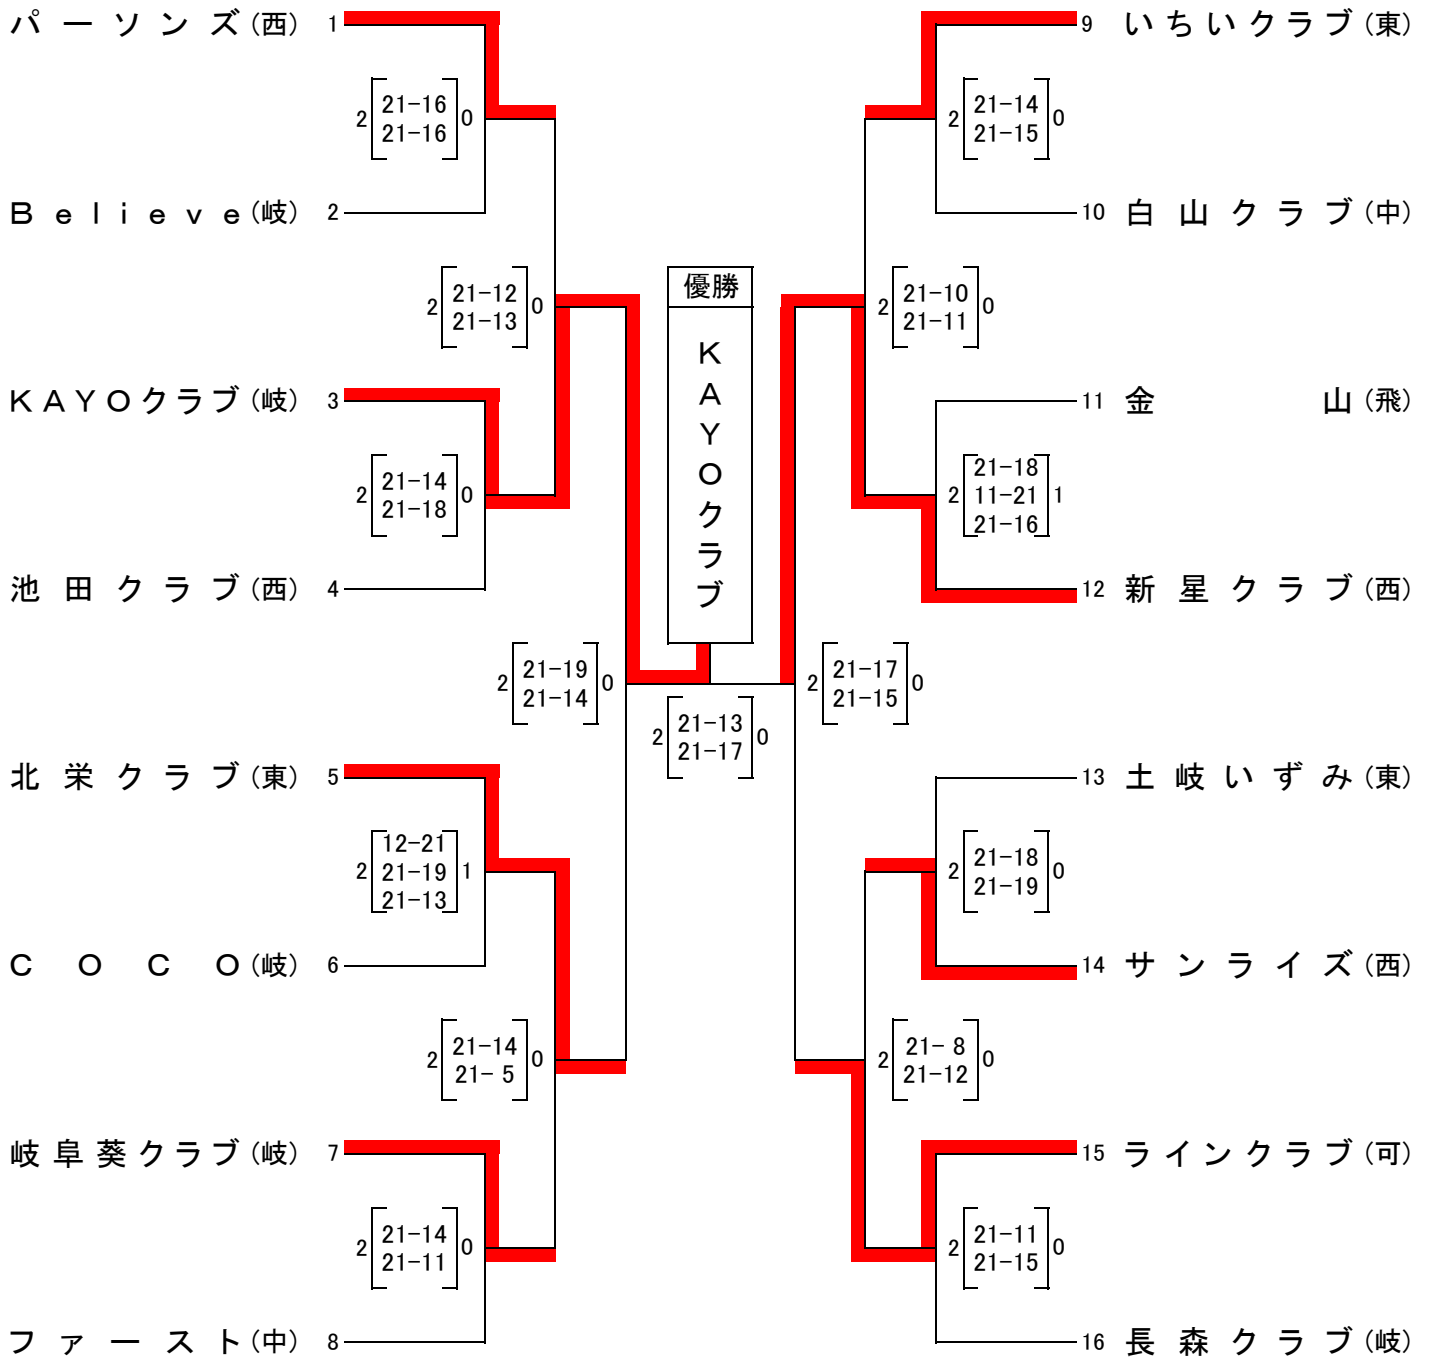 パーソンズ(西) 1
2 21-16 0
21-16
Believe(岐) 2
2 21-12 0
21-13
KAYOクラブ(岐) 3
2 21-14 0
21-18
池田クラブ(西) 4
2 21-19 0
21-14
北栄クラブ(東) 5
12-21
2 21-19 1
21-13
COCO(岐) 6
2 21-14 0
21- 5
岐阜葵クラブ(岐) 7
2 21-14 0
21-11
ファースト(中) 8
優勝
KAYOクラブ
2 21-13 0
21-17
9 いちいクラブ(東)
2 21-14 0
21-15
10 白山クラブ(中)
2 21-10 0
21-11
11 金山(飛)
21-18
2 11-21 1
21-16
12 新星クラブ(西)
2 21-17 0
21-15
13 土岐いずみ(東)
2 21-18 0
21-19
14 サンライズ(西)
2 21- 8 0
21-12
15 ラインクラブ(可)
2 21-11 0
21-15
16 長森クラブ(岐)